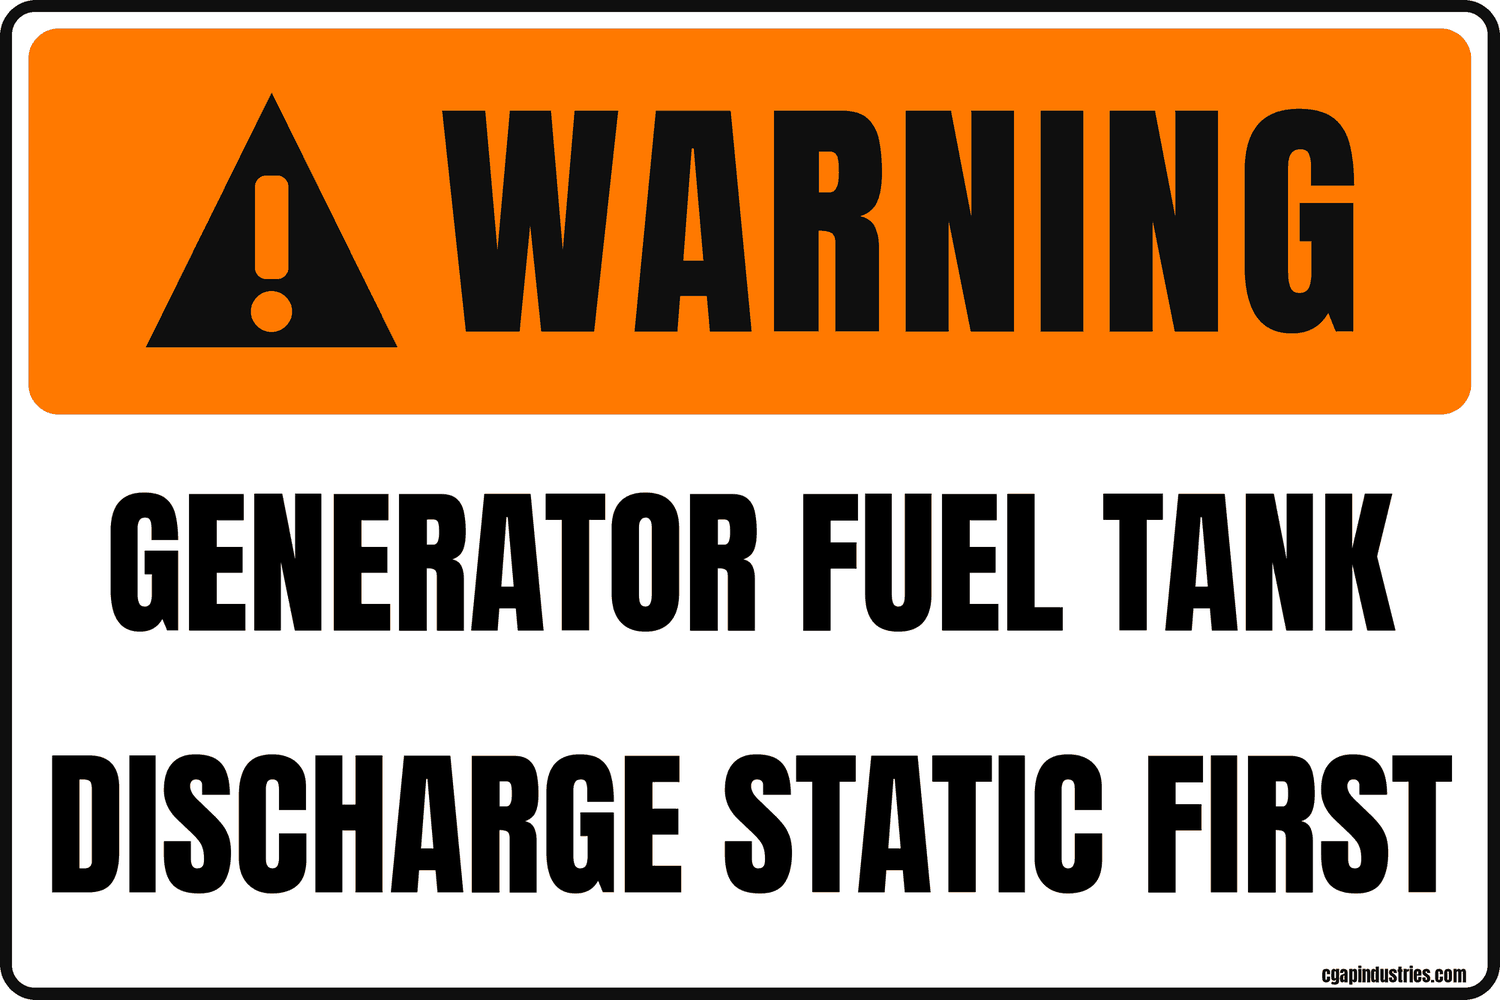 WARNING
GENERATOR FUEL TANK
DISCHARGE STATIC FIRST
cgapindustries.com